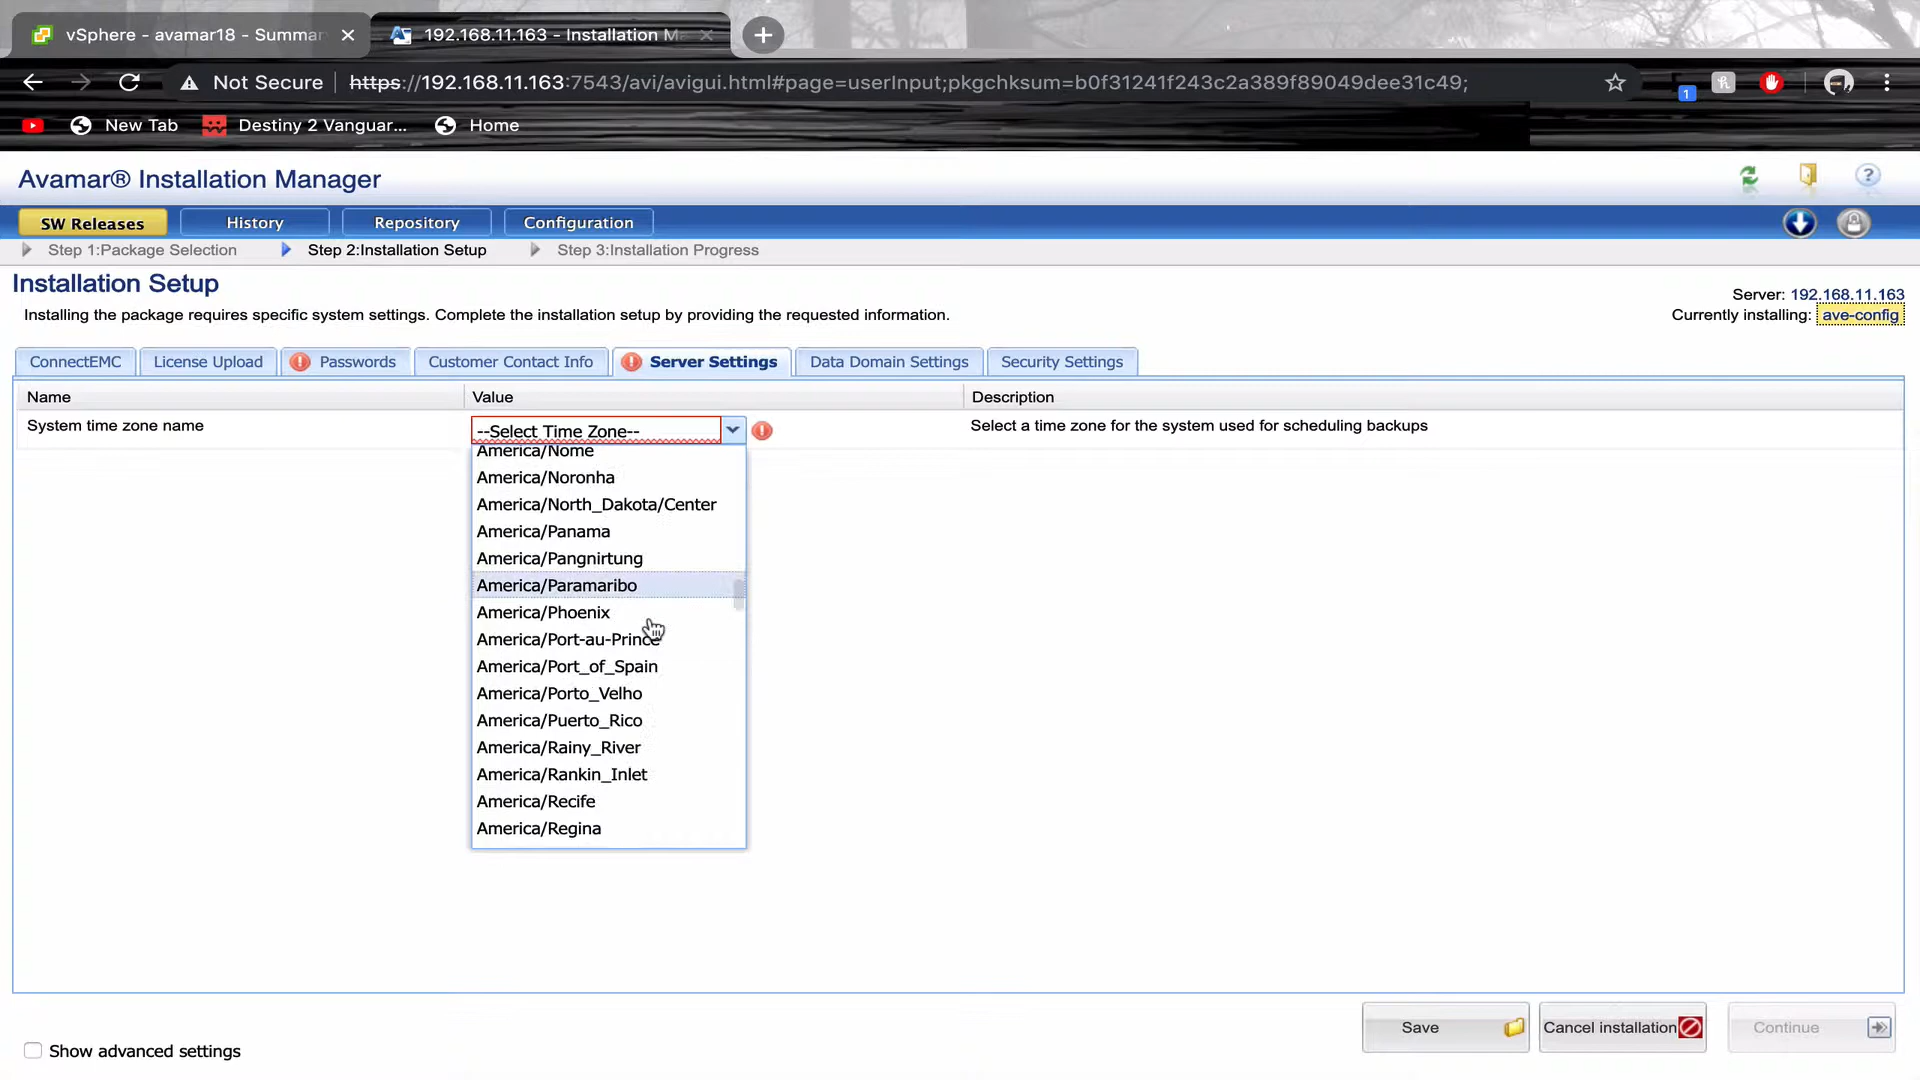 vSphere - avamar18 - Summar
192.168.11.163 - Installation Ma
Not Secure
https://192.168.11.163:7543/avi/avigui.html#page=userInput;pkgchksum=b0f31241f243c2a389f89049dee31c49;
1
New Tab
Destiny 2 Vanguar...
Home
Avamar® Installation Manager
?
SW Releases
History
Repository
Configuration
Step 1:Package Selection
Step 2:Installation Setup
Step 3:Installation Progress
Installation Setup
Installing the package requires specific system settings. Complete the installation setup by providing the requested information.
Server: 192.168.11.163
Currently installing: ave-config
ConnectEMC
License Upload
Passwords
Customer Contact Info
Server Settings
Data Domain Settings
Security Settings
Name
Value
Description
System time zone name
--Select Time Zone--
Select a time zone for the system used for scheduling backups
America/Nome
America/Noronha
America/North_Dakota/Center
America/Panama
America/Pangnirtung
America/Paramaribo
America/Phoenix
America/Port-au-Prince
America/Port_of_Spain
America/Porto_Velho
America/Puerto_Rico
America/Rainy_River
America/Rankin_Inlet
America/Recife
America/Regina
Save
Cancel installation
Continue
Show advanced settings